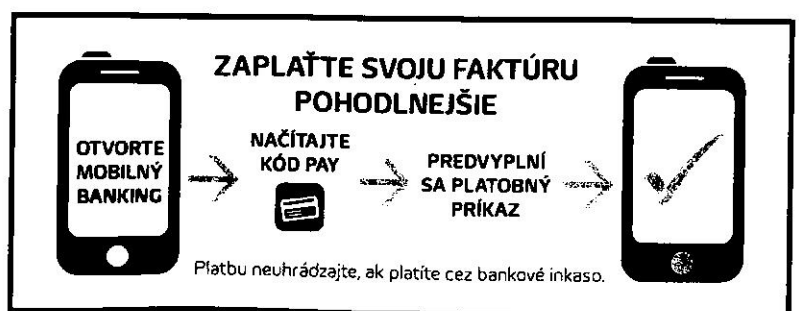 ZAPLAŤTE SVOJU FAKTÚRU
POHODLNEJŠIE
OTVORTE
MOBILNÝ
BANKING
NAČÍTAJTE
KÓD PAY
PREDVYPLNÍ
SA PLATOBNÝ
PRÍKAZ
Platbu neuhrádzajte, ak platíte cez bankové inkaso.